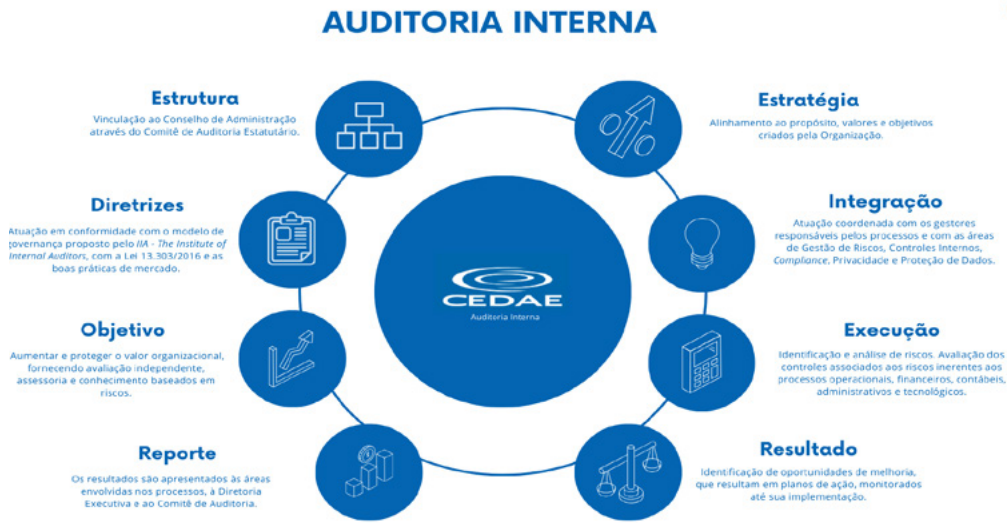 AUDITORIA INTERNA
Estrutura
Vinculação ao Conselho de Administração
através do Comitê de Auditoria Estatutário.
Estratégia
Alinhamento ao propósito, valores e objetivos
criados pela Organização.
Diretrizes
Atuação em conformidade com o modelo de
governança proposto pelo IIA - The Institute of
Internal Auditors, com a Lei 13.303/2016 e as
boas práticas de mercado.
Integração
Atuação coordenada com os gestores
responsáveis pelos processos e com as áreas
de Gestão de Riscos, Controles Internos,
Compliance, Privacidade e Proteção de Dados.
CEDAE
Auditoria Interna
Objetivo
Aumentar e proteger o valor organizacional,
fornecendo avaliação independente,
assessoria e conhecimento baseados em
riscos.
Execução
Identificação e análise de riscos. Avaliação dos
controles associados aos riscos inerentes aos
processos operacionais, financeiros, contábeis,
administrativos e tecnológicos.
Reporte
Os resultados são apresentados às áreas
envolvidas nos processos, à Diretoria
Executiva e ao Comitê de Auditoria.
Resultado
Identificação de oportunidades de melhoria,
que resultam em planos de ação, monitorados
até sua implementação.